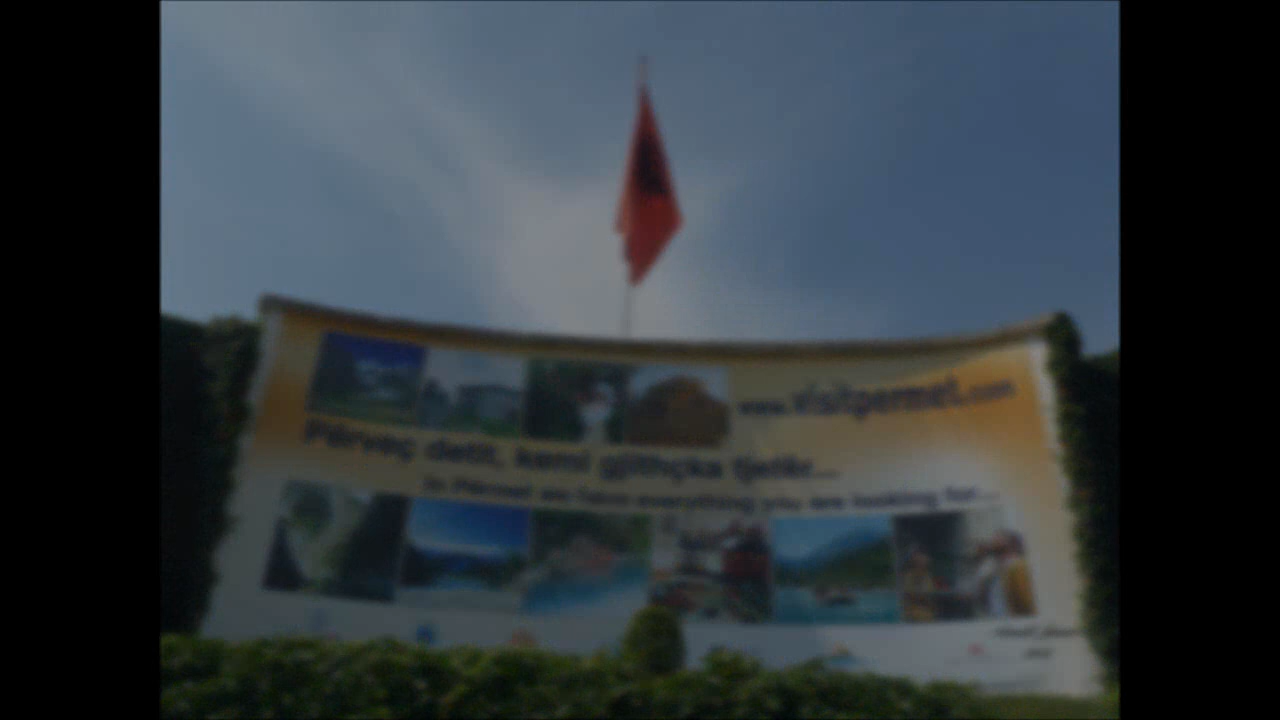 www.visitpermet.com
Përveç detit, kemi gjithçka tjetër...
In Përmet we have everything you are looking for...